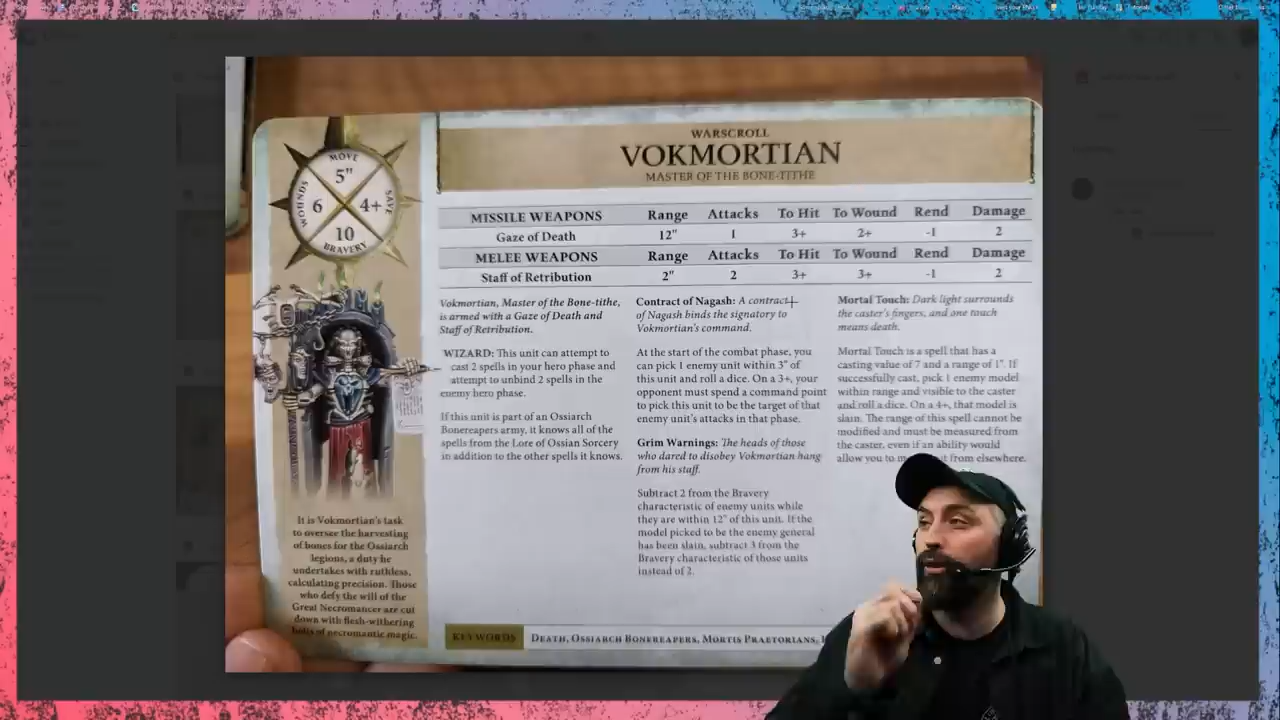 WARSCROLL
VOKMORTIAN
MASTER OF THE BONE-TITHE
MOVE
5"
WOUNDS
6
4+
SAVE
10
BRAVERY
MISSILE WEAPONS Range Attacks To Hit To Wound Rend Damage
Gaze of Death 12" 1 3+ 2+ -1 2
MELEE WEAPONS Range Attacks To Hit To Wound Rend Damage
Staff of Retribution 2" 2 3+ 3+ -1 2
Vokmortian, Master of the Bone-tithe,
is armed with a Gaze of Death and
Staff of Retribution.
WIZARD: This unit can attempt to
cast 2 spells in your hero phase and
attempt to unbind 2 spells in the
enemy hero phase.
If this unit is part of an Ossiarch
Bonereapers army, it knows all of the
spells from the Lore of Ossian Sorcery
in addition to the other spells it knows.
Contract of Nagash: A contract
of Nagash binds the signatory to
Vokmortian's command.
At the start of the combat phase, you
can pick 1 enemy unit within 3" of
this unit and roll a dice. On a 3+, your
opponent must spend a command point
to pick this unit to be the target of that
enemy unit's attacks in that phase.
Grim Warnings: The heads of those
who dared to disobey Vokmortian hang
from his staff.
Subtract 2 from the Bravery
characteristic of enemy units while
they are within 12" of this unit. If the
model picked to be the enemy general
has been slain, subtract 3 from the
Bravery characteristic of those units
instead of 2.
Mortal Touch: Dark light surrounds
the caster's fingers, and one touch
means death.
Mortal Touch is a spell that has a
casting value of 7 and a range of 1". If
successfully cast, pick 1 enemy model
within range and visible to the caster
and roll a dice. On a 4+, that model is
slain. The range of this spell cannot be
modified and must be measured from
the caster, even if an ability would
allow you to it from elsewhere.
It is Vokmortian's task
to oversee the harvesting
of bones for the Ossiarch
legions, a duty he
undertakes with ruthless,
calculating precision. Those
who defy the will of the
Great Necromancer are cut
down with flesh-withering
bolts of necromantic magic.
KEYWORDS DEATH, OSSIARCH BONEREAPERS, MORTIS PRAETORIANS,